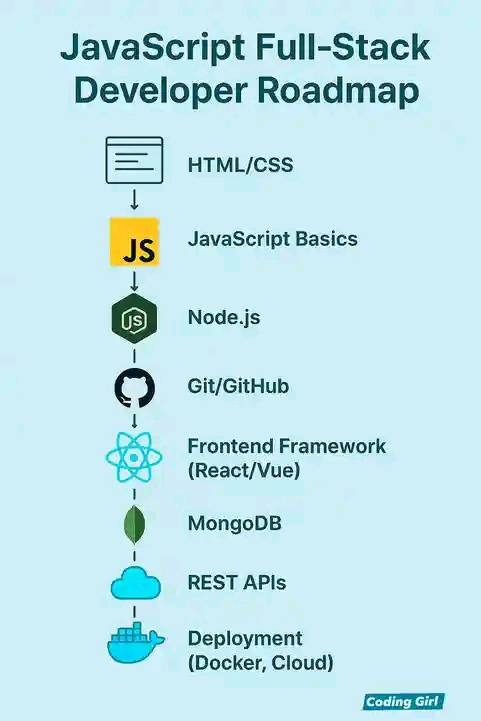 JavaScript Full-Stack
Developer Roadmap
HTML/CSS
JS
JavaScript Basics
JS
Node.js
Git/GitHub
Frontend Framework
(React/Vue)
MongoDB
REST APIs
Deployment
(Docker, Cloud)
Coding Girl